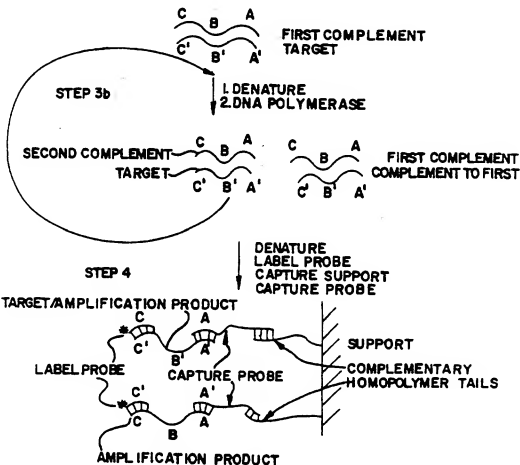 C B A
FIRST COMPLEMENT
TARGET
C' B' A'
STEP 3b
1. DENATURE
2. DNA POLYMERASE
C B A
SECOND COMPLEMENT
TARGET
C' B' A'
C B A
FIRST COMPLEMENT
COMPLEMENT TO FIRST
C' B' A'
STEP 4
DENATURE
LABEL PROBE
CAPTURE SUPPORT
CAPTURE PROBE
TARGET/AMPLIFICATION PRODUCT
C A
* C' B' A'
SUPPORT
LABEL PROBE
CAPTURE PROBE
COMPLEMENTARY
HOMOPOLYMER TAILS
C' A'
* C B A
AMPLIFICATION PRODUCT